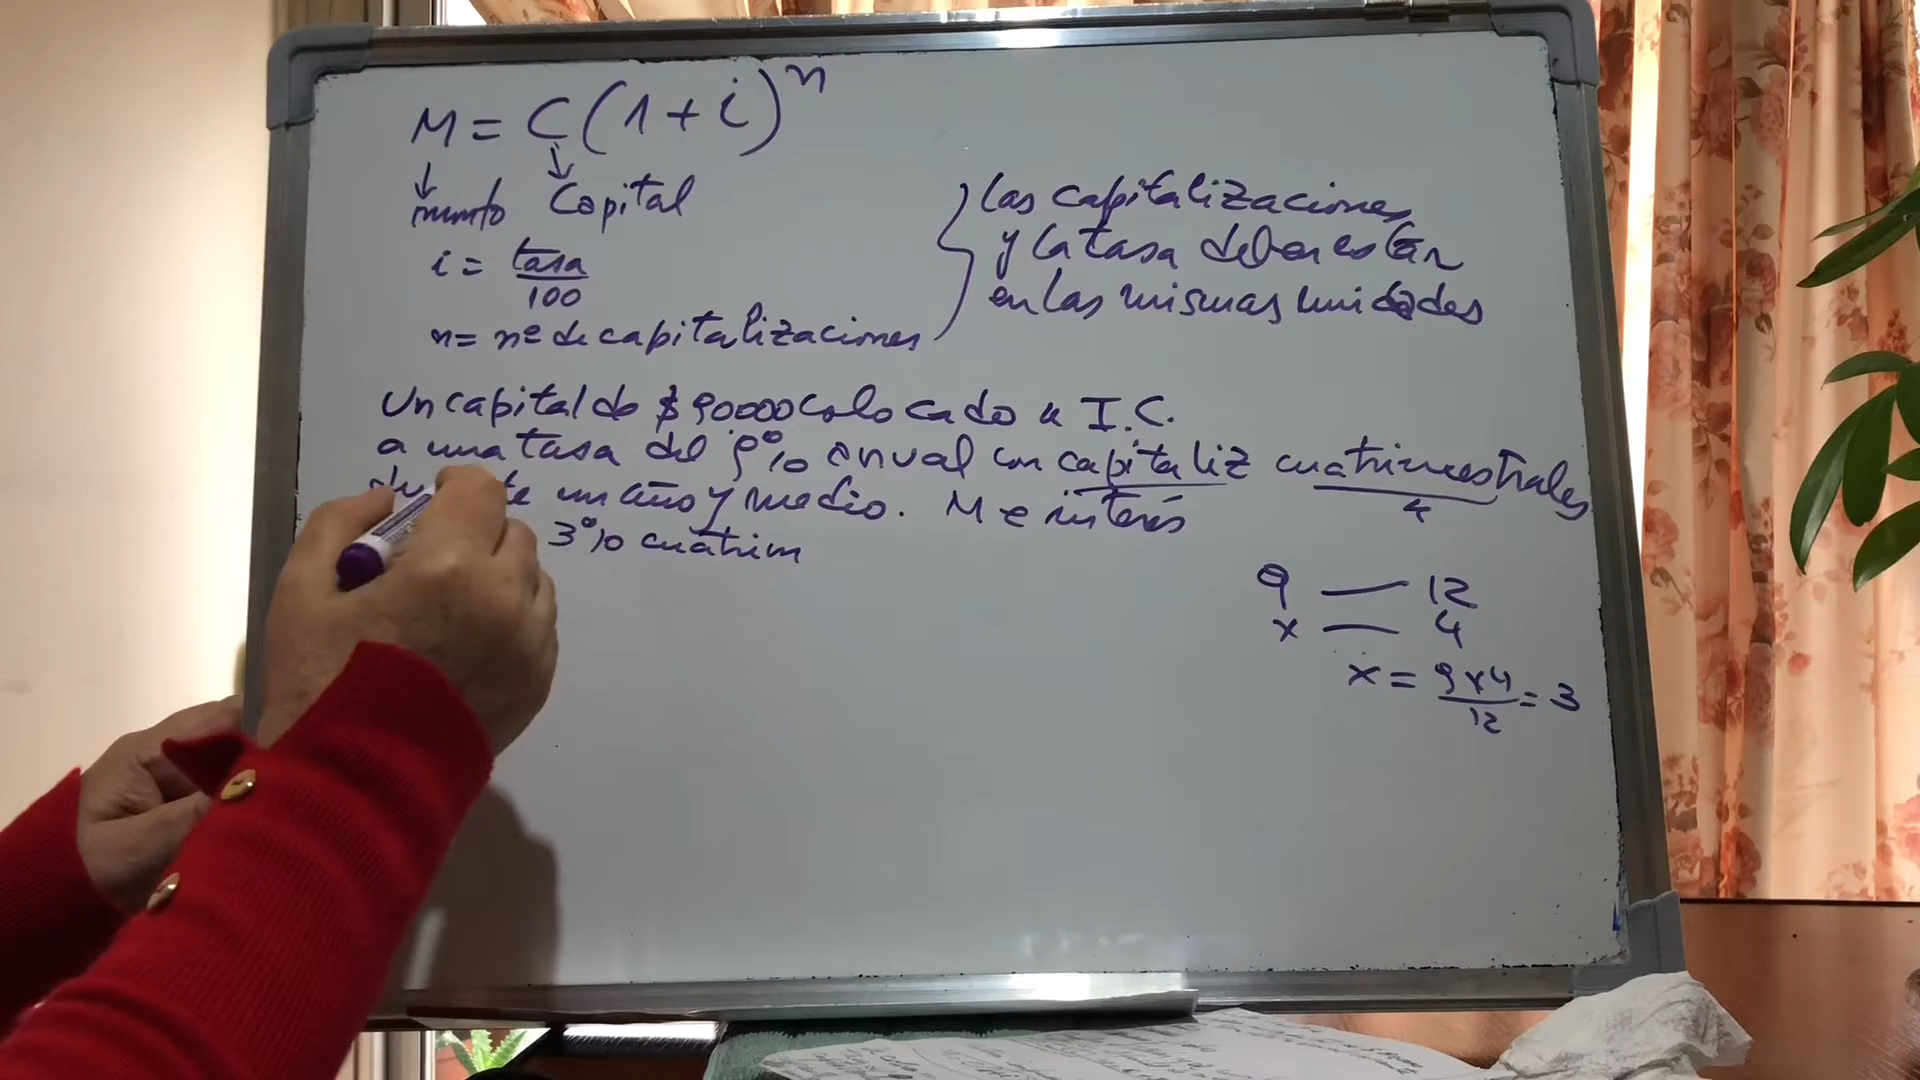 M = C(1+i)^n
↓ ↓
monto Capital
i = tasa/100
n = nº de capitalizaciones
las capitalizaciones
y la tasa deben estar
en las mismas unidades
Un capital de $ 90000 colocado a I.C.
a una tasa del 9% anual con capitaliz cuatrimestrales
un año y medio. M e interés
4
3% cuatrim
9 — 12
x — 4
x = 9x4/12 = 3